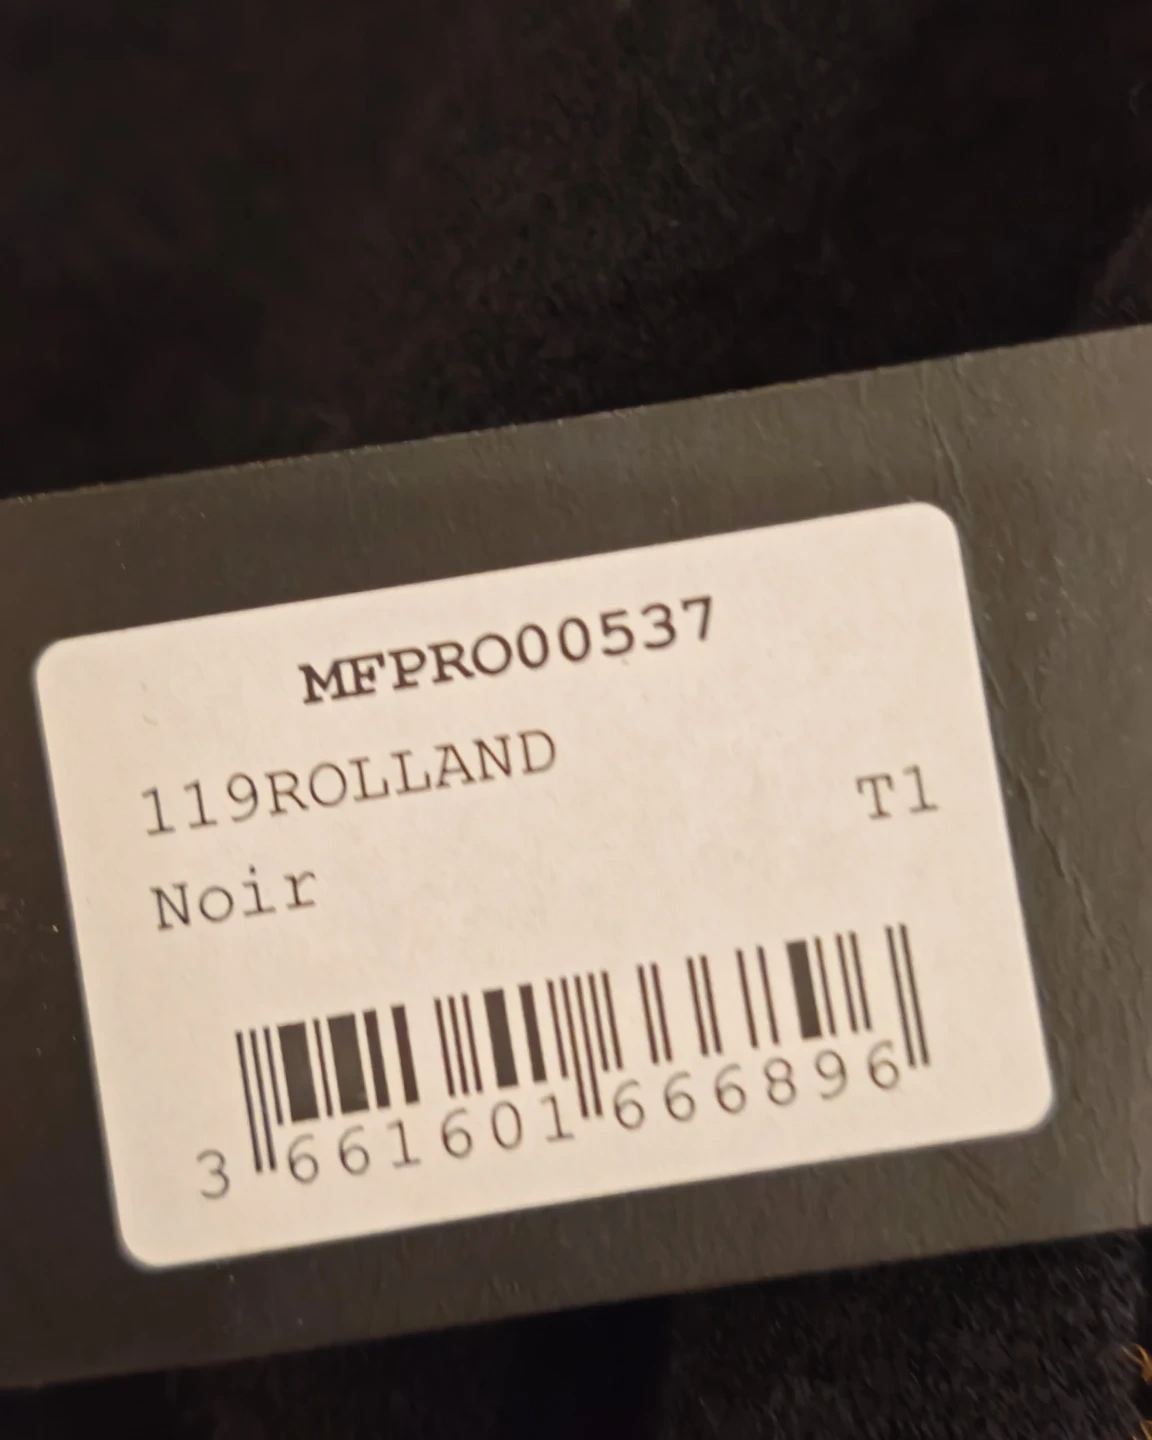 MFPRO00537
119ROLLAND
T1
Noir
3 661601 666896